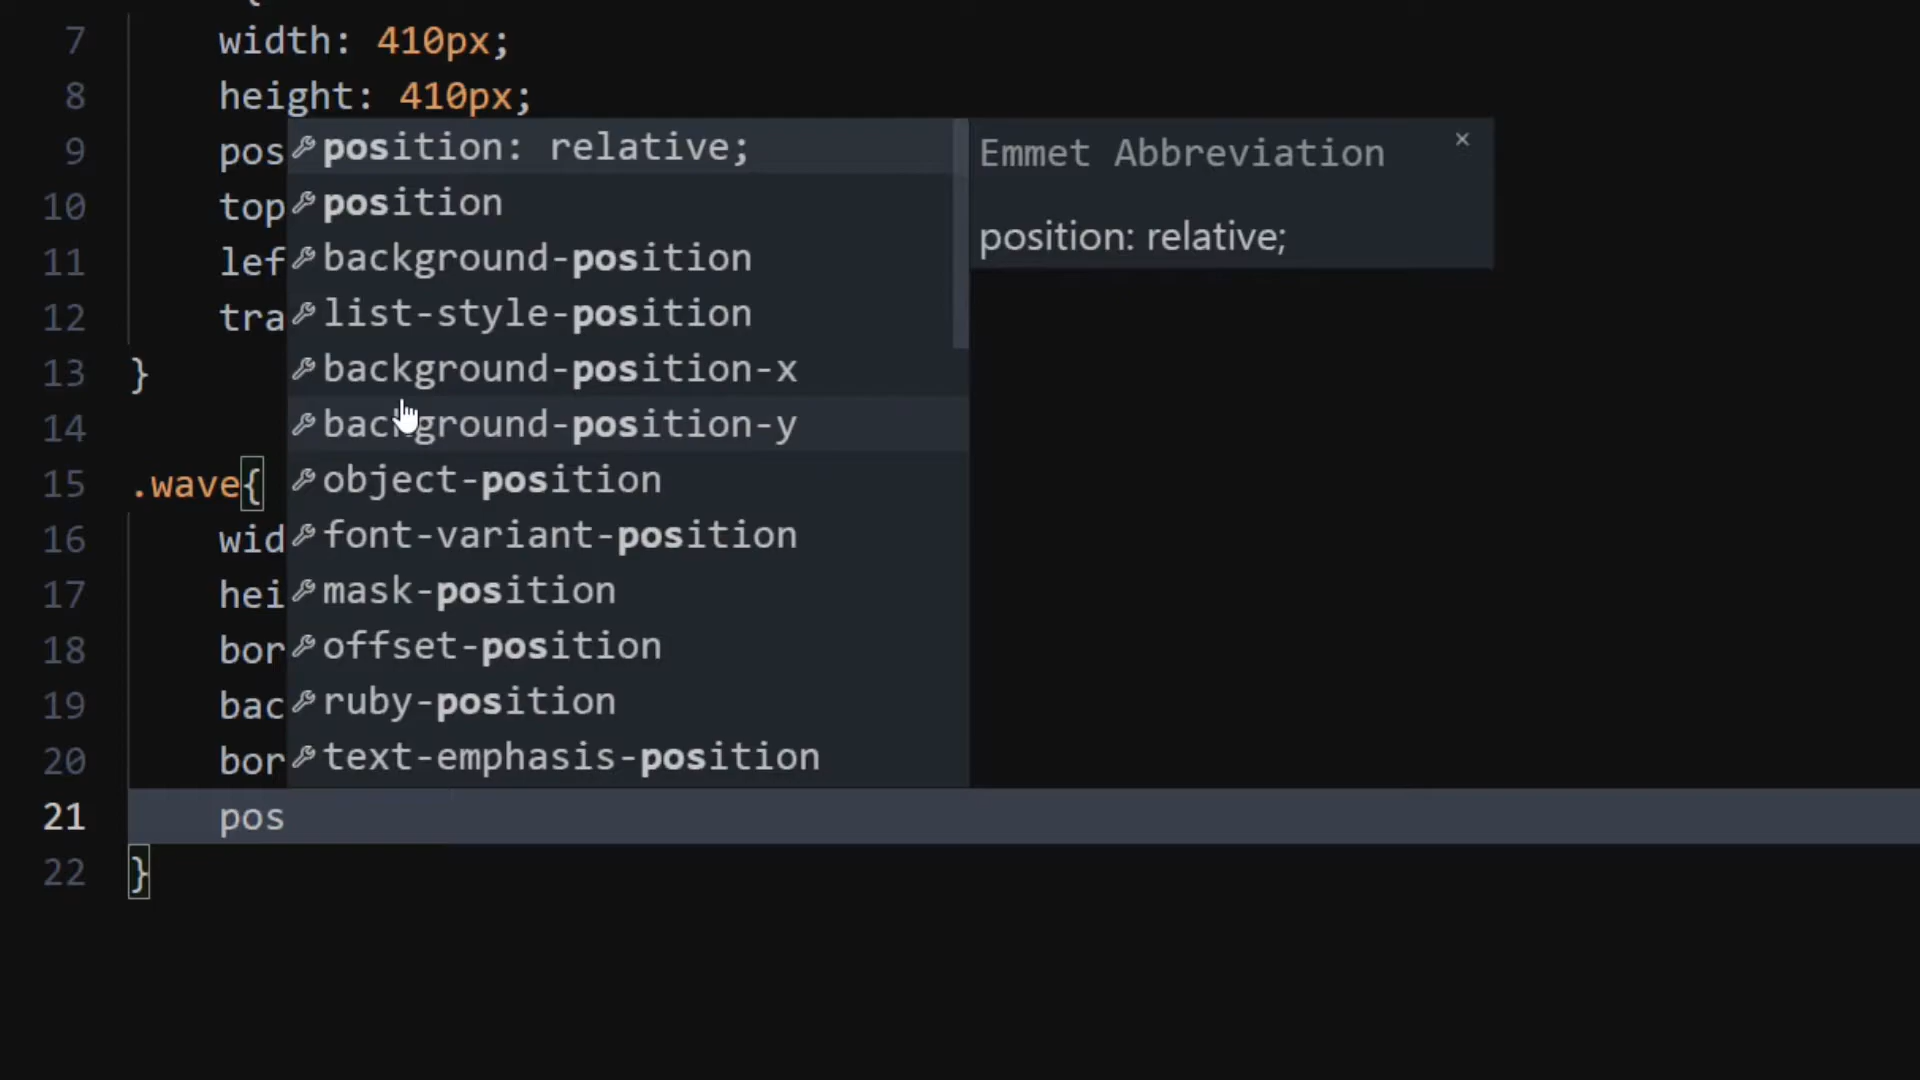 7 width: 410px;
8 height: 410px;
9 pos
10 top
11 lef
12 tra
13 }
14
15 .wave{
16 wid
17 hei
18 bor
19 bac
20 bor
21 pos
22 }
position: relative;
position
background-position
list-style-position
background-position-x
background-position-y
object-position
font-variant-position
mask-position
offset-position
ruby-position
text-emphasis-position
Emmet Abbreviation ×
position: relative;